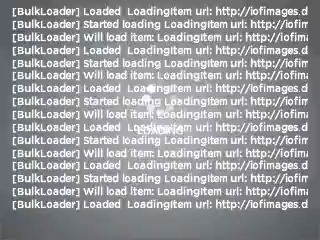 [BulkLoader] Loaded LoadingItem url: http://iofimages.d
[BulkLoader] Started loading LoadingItem url: http://iofim
[BulkLoader] Will load item: LoadingItem url: http://iofima
[BulkLoader] Loaded LoadingItem url: http://iofimages.d
[BulkLoader] Started loading LoadingItem url: http://iofim
[BulkLoader] Will load item: LoadingItem url: http://iofima
[BulkLoader] Loaded LoadingItem url: http://iofimages.d
[BulkLoader] Started loading LoadingItem url: http://iofim
[BulkLoader] Will load item: LoadingItem url: http://iofima
[BulkLoader] Loaded LoadingItem url: http://iofimages.d
LOADING
[BulkLoader] Started loading LoadingItem url: http://iofim
[BulkLoader] Will load item: LoadingItem url: http://iofima
[BulkLoader] Loaded LoadingItem url: http://iofimages.d
[BulkLoader] Started loading LoadingItem url: http://iofim
[BulkLoader] Will load item: LoadingItem url: http://iofima
[BulkLoader] Loaded LoadingItem url: http://iofimages.d